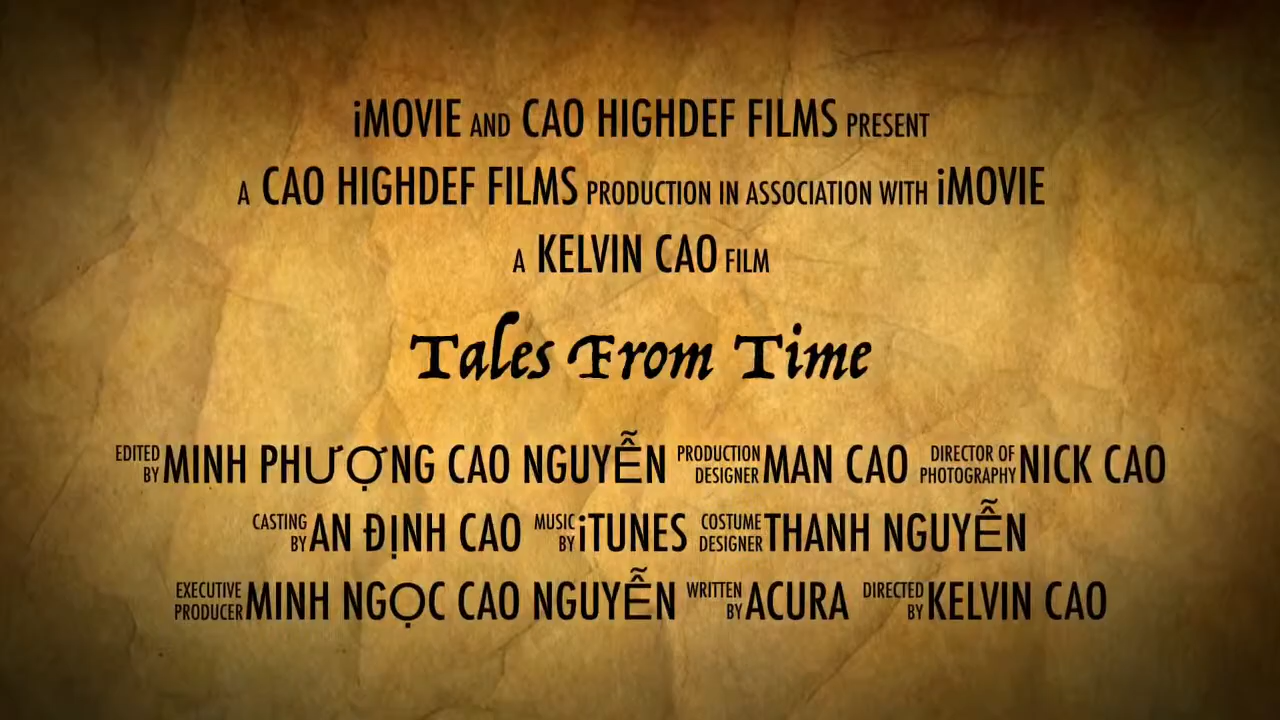 iMOVIE AND CAO HIGHDEF FILMS PRESENT
A CAO HIGHDEF FILMS PRODUCTION IN ASSOCIATION WITH iMOVIE
A KELVIN CAO FILM
Tales From Time
EDITED BY MINH PHƯỢNG CAO NGUYỄN PRODUCTION DESIGNER MAN CAO DIRECTOR OF PHOTOGRAPHY NICK CAO
CASTING BY AN ĐỊNH CAO MUSIC BY iTUNES COSTUME DESIGNER THANH NGUYỄN
EXECUTIVE PRODUCER MINH NGỌC CAO NGUYỄN WRITTEN BY ACURA DIRECTED BY KELVIN CAO